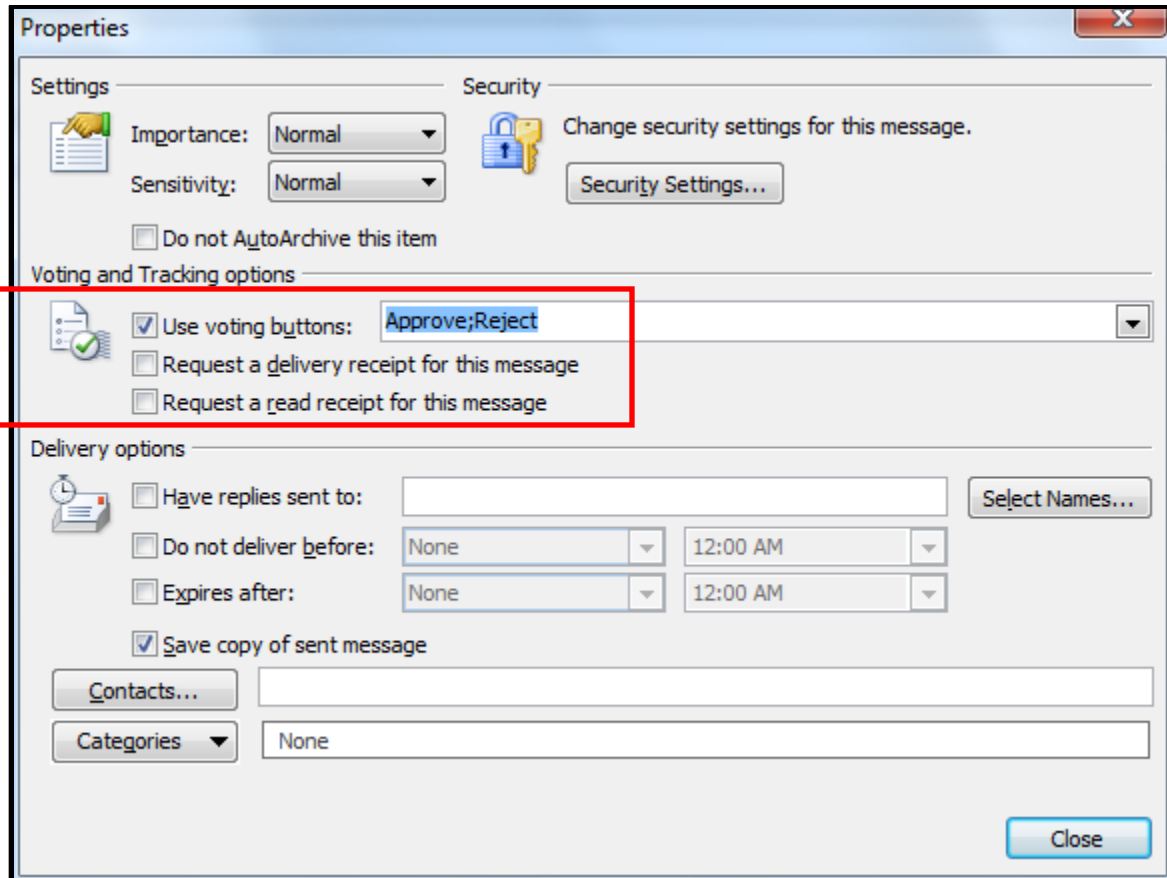 Properties
Settings
Security
Importance: Normal
Change security settings for this message.
Sensitivity: Normal
Security Settings...
Do not AutoArchive this item
Voting and Tracking options
Use voting buttons: Approve;Reject
Request a delivery receipt for this message
Request a read receipt for this message
Delivery options
Have replies sent to:
Select Names...
Do not deliver before: None 12:00 AM
Expires after: None 12:00 AM
Save copy of sent message
Contacts...
Categories None
Close